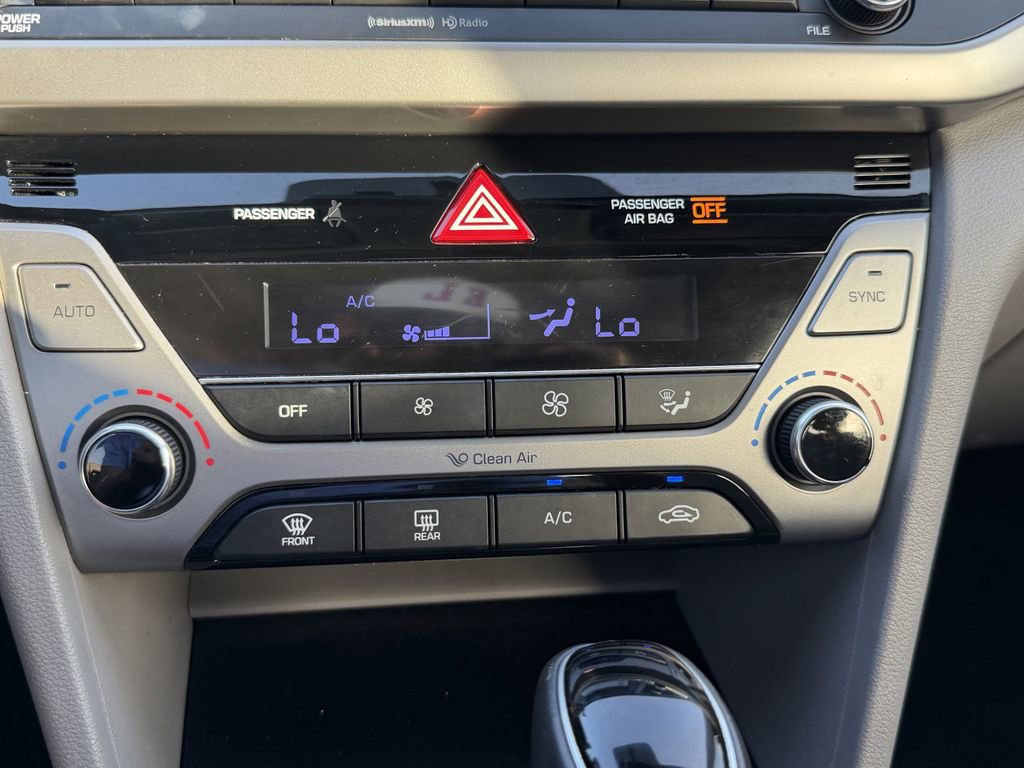 POWER
PUSH
SiriusXM HD Radio
FILE
PASSENGER
PASSENGER
AIR BAG OFF
AUTO
A/C
Lo
Lo
SYNC
OFF
Clean Air
FRONT
REAR
A/C